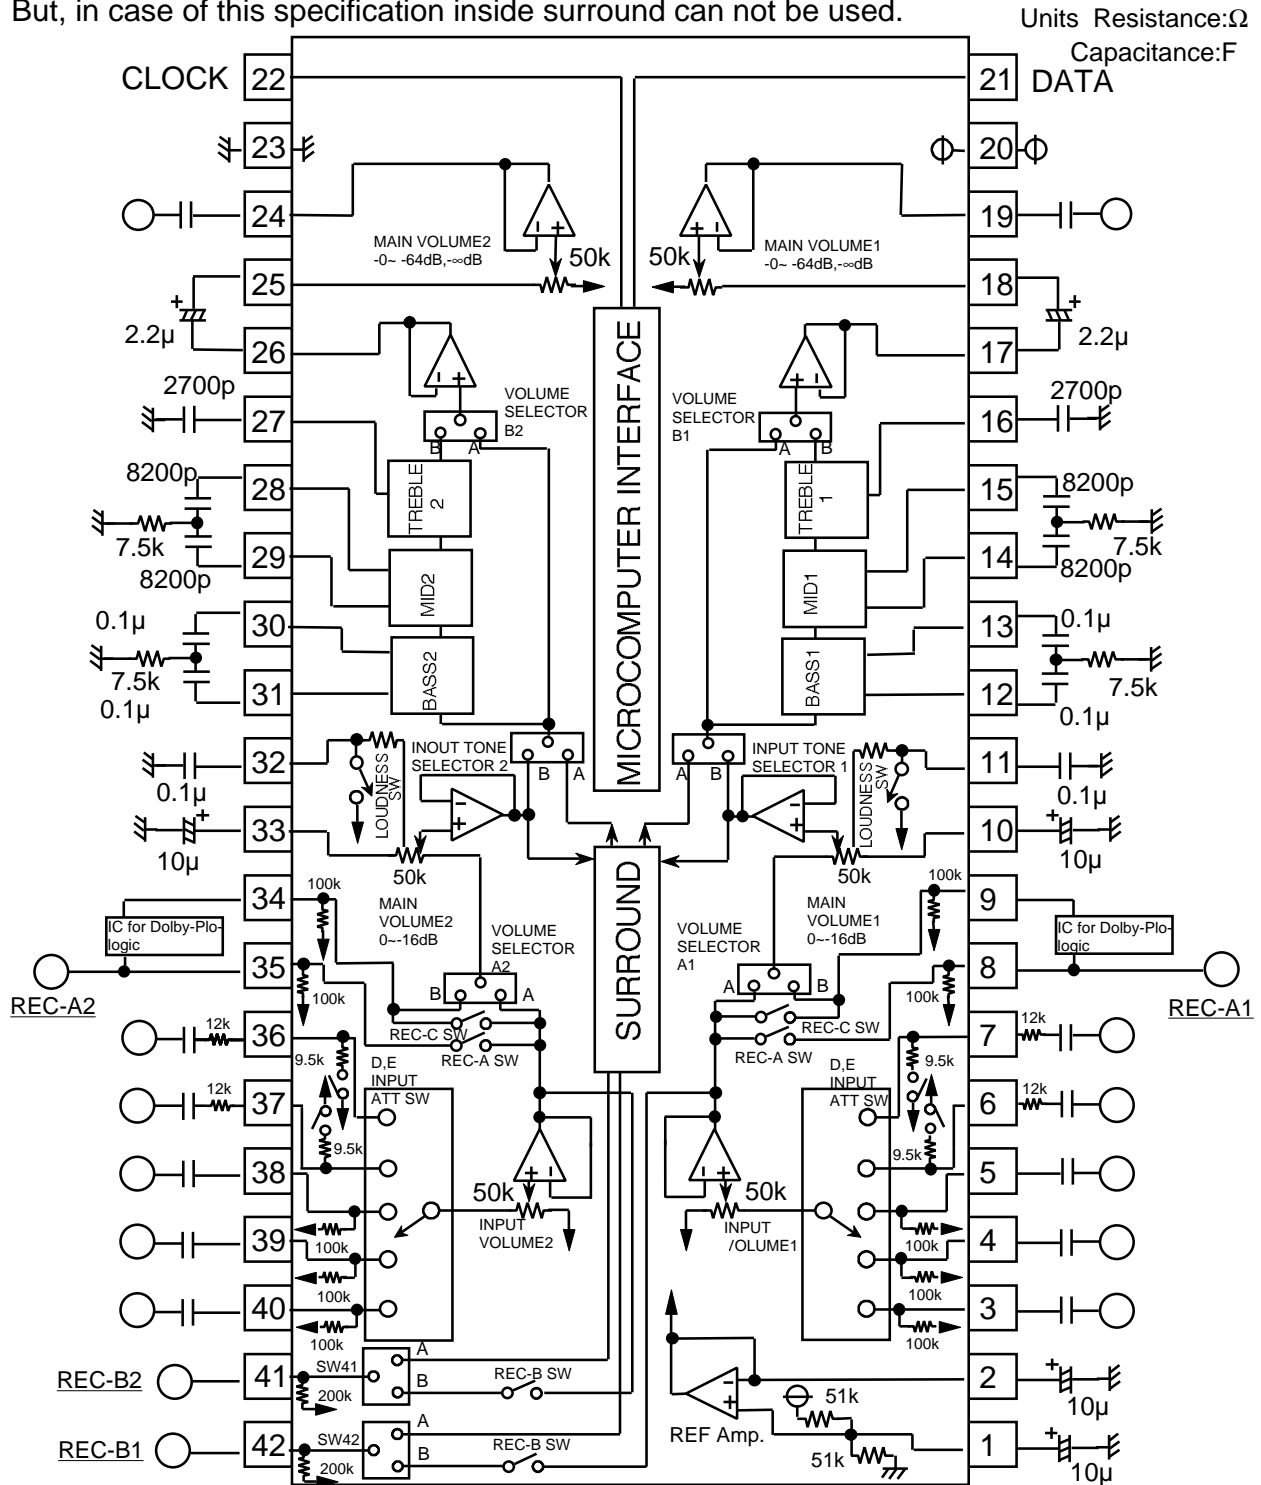 But, in case of this specification inside surround can not be used.
Units Resistance:Ω
Capacitance:F
CLOCK 22
21 DATA
23
20
24
19
MAIN VOLUME2
-0~ -64dB,-∞dB
50k
50k
MAIN VOLUME1
-0~ -64dB,-∞dB
25
18
+
2.2µ
+
2.2µ
26
17
- +
+ -
2700p
27
VOLUME
SELECTOR
B2
VOLUME
SELECTOR
B1
16
2700p
B A
A B
8200p
28
TREBLE
2
TREBLE
1
15
8200p
7.5k
7.5k
29
8200p
MID2
MID1
14
8200p
MICROCOMPUTER INTERFACE
0.1µ
30
13
0.1µ
7.5k
31
0.1µ
BASS2
BASS1
12
7.5k
0.1µ
32
0.1µ
LOUDNESS
SW
INOUT TONE
SELECTOR 2
B A
A B
INPUT TONE
SELECTOR 1
LOUDNESS
SW
11
0.1µ
33
+
10µ
50k
50k
10
+
10µ
34
100k
MAIN
VOLUME2
0~-16dB
MAIN
VOLUME1
0~-16dB
100k
9
IC for Dolby-Plo-
logic
IC for Dolby-Plo-
logic
VOLUME
SELECTOR
A2
SURROUND
VOLUME
SELECTOR
A1
REC-A2
35
100k
B A
A B
100k
8
REC-A1
REC-C SW
REC-A SW
REC-C SW
REC-A SW
12k
36
9.5k
D,E
INPUT
ATT SW
D,E
INPUT
ATT SW
9.5k
7
12k
12k
37
9.5k
9.5k
6
12k
38
5
+ -
- +
50k
INPUT
VOLUME2
50k
INPUT
/OLUME1
39
100k
100k
4
100k
100k
40
100k
100k
3
REC-B2
41
SW41
200k
A
B
REC-B SW
2
+
10µ
-
+
REF Amp.
51k
51k
REC-B1
42
SW42
200k
A
B
REC-B SW
1
+
10µ